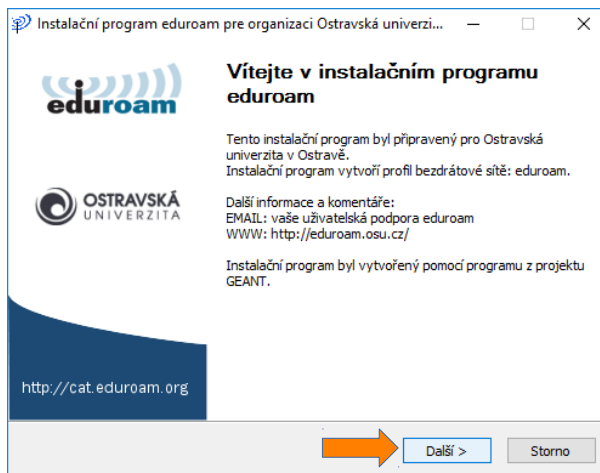 Instalační program eduroam pre organizaci Ostravská univerzi...
eduroam
Vítejte v instalačním programu
eduroam
Tento instalační program byl připravený pro Ostravská
univerzita v Ostravě.
Instalační program vytvoří profil bezdrátové sítě: eduroam.
OSTRAVSKÁ
UNIVERZITA
Další informace a komentáře:
EMAIL: vaše uživatelská podpora eduroam
WWW: http://eduroam.osu.cz/
Instalační program byl vytvořený pomocí programu z projektu
GEANT.
http://cat.eduroam.org
Další >
Storno